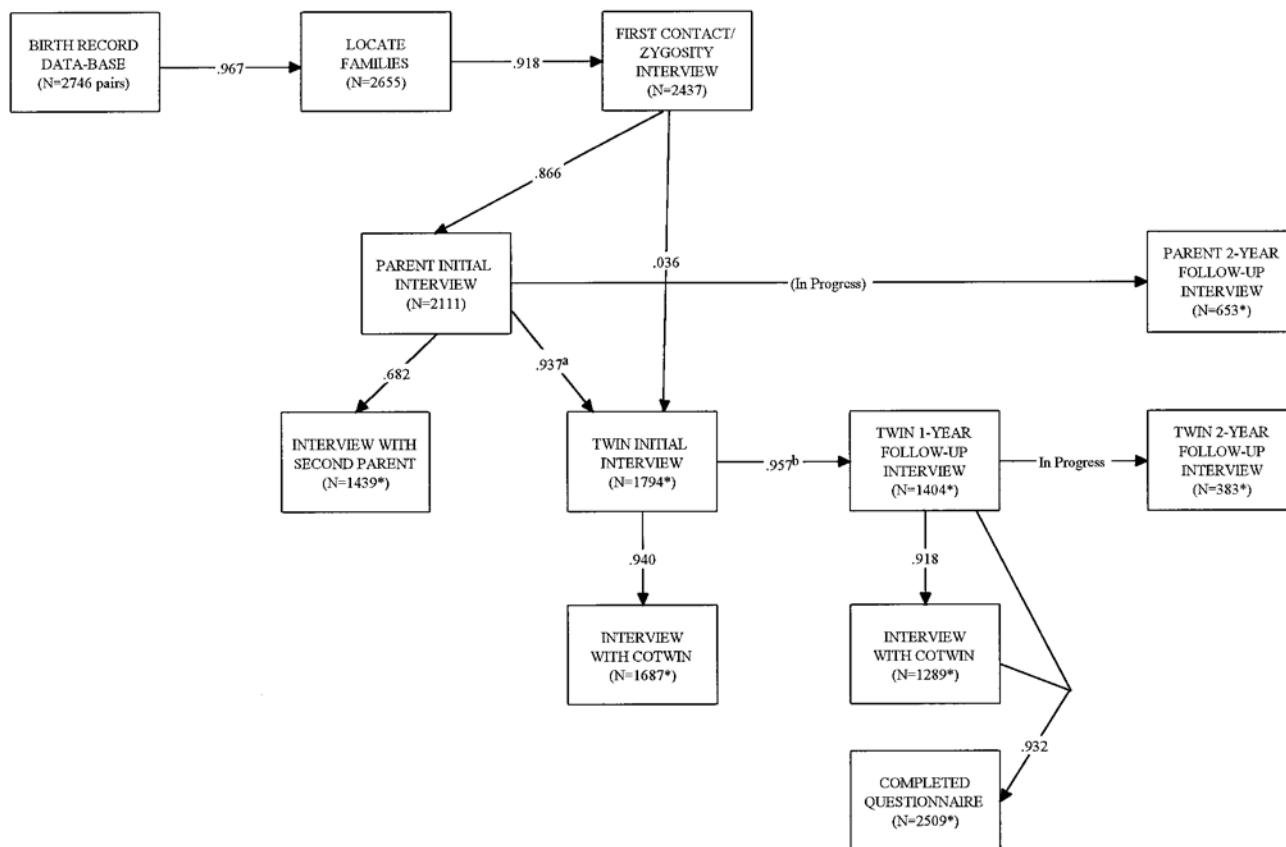 BIRTH RECORD
DATA-BASE
(N=2746 pairs)
.967
LOCATE
FAMILIES
(N=2655)
.918
FIRST CONTACT/
ZYGOSITY
INTERVIEW
(N=2437)
.866
.036
PARENT INITIAL
INTERVIEW
(N=2111)
(In Progress)
PARENT 2-YEAR
FOLLOW-UP
INTERVIEW
(N=653*)
.682
.937a
INTERVIEW WITH
SECOND PARENT
(N=1439*)
TWIN INITIAL
INTERVIEW
(N=1794*)
.957b
TWIN 1-YEAR
FOLLOW-UP
INTERVIEW
(N=1404*)
In Progress
TWIN 2-YEAR
FOLLOW-UP
INTERVIEW
(N=383*)
.940
.918
INTERVIEW
WITH COTWIN
(N=1687*)
INTERVIEW
WITH COTWIN
(N=1289*)
.932
COMPLETED
QUESTIONNAIRE
(N=2509*)